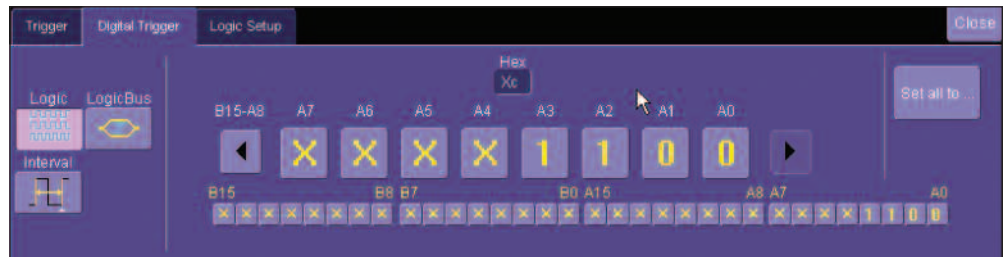 Trigger Digital Trigger Logic Setup Close
Hex
Xc
Set all to ...
Logic LogicBus
B15-A8 A7 A6 A5 A4 A3 A2 A1 A0
X X X X 1 1 0 0
Interval
B15 B8 B7 B0 A15 A8 A7 A0
X X X X X X X X X X X X X X X X X X X X X X X X X X X X 1 1 0 0